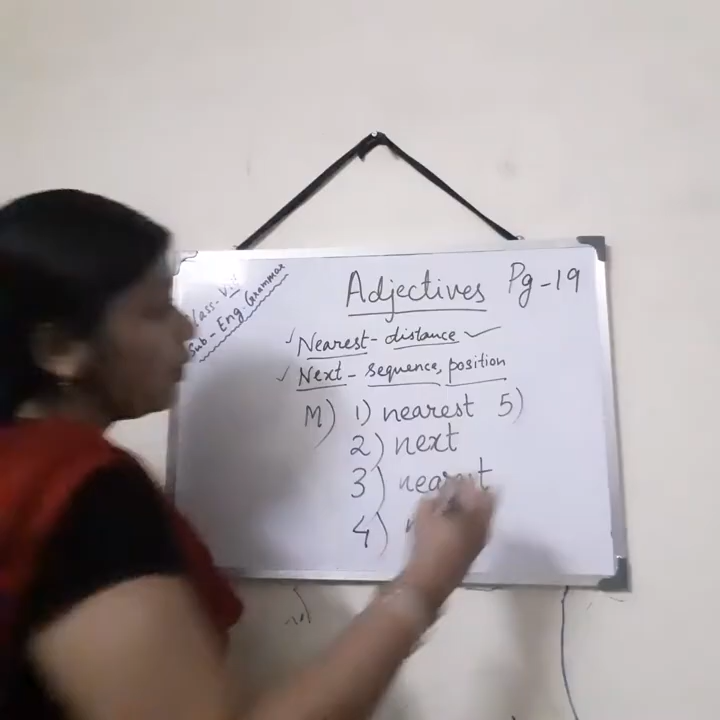 Class-VII
Sub-Eng. Grammar
Adjectives Pg-19
✓ Nearest - distance ✓
✓ Next - sequence, position
M) 1) nearest 5)
2) next
3) nearest
4)